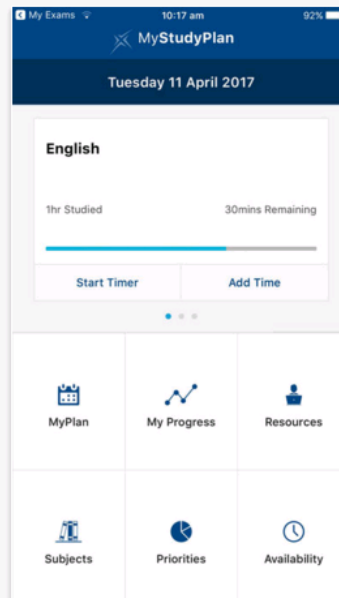 My Exams 10:17 am 92%
MyStudyPlan
Tuesday 11 April 2017
English
1hr Studied 30mins Remaining
Start Timer Add Time
MyPlan My Progress Resources
Subjects Priorities Availability